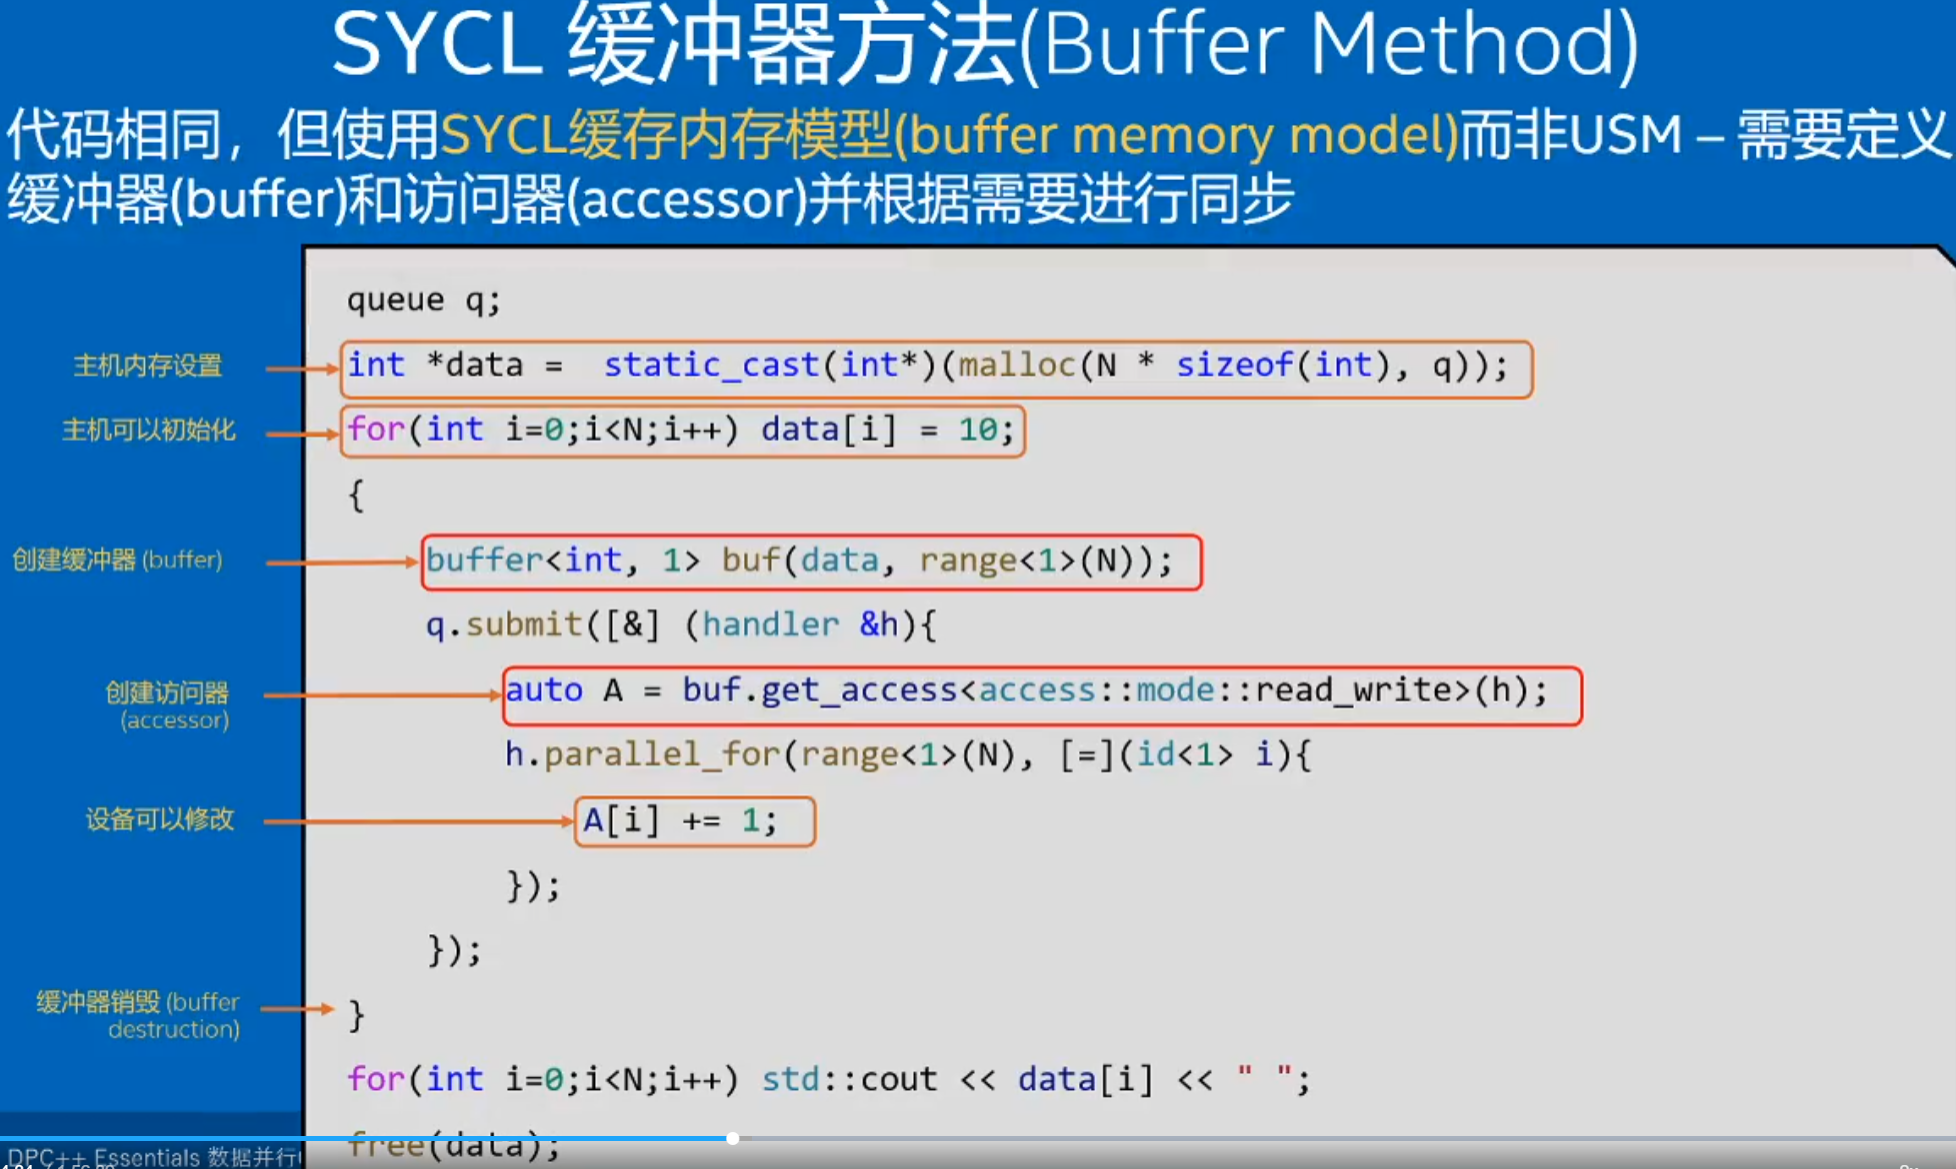 SYCL 缓冲器方法(Buffer Method)
代码相同，但使用SYCL缓存内存模型(buffer memory model)而非USM – 需要定义
缓冲器(buffer)和访问器(accessor)并根据需要进行同步
queue q;
主机内存设置
int *data =  static_cast(int*)(malloc(N * sizeof(int), q));
主机可以初始化
for(int i=0;i<N;i++) data[i] = 10;
{
创建缓冲器 (buffer)
buffer<int, 1> buf(data, range<1>(N));
q.submit([&] (handler &h){
创建访问器
(accessor)
auto A = buf.get_access<access::mode::read_write>(h);
h.parallel_for(range<1>(N), [=](id<1> i){
设备可以修改
A[i] += 1;
});
});
缓冲器销毁 (buffer
destruction)
}
for(int i=0;i<N;i++) std::cout << data[i] << " ";
free(data);
DPC++ Essentials 数据并行